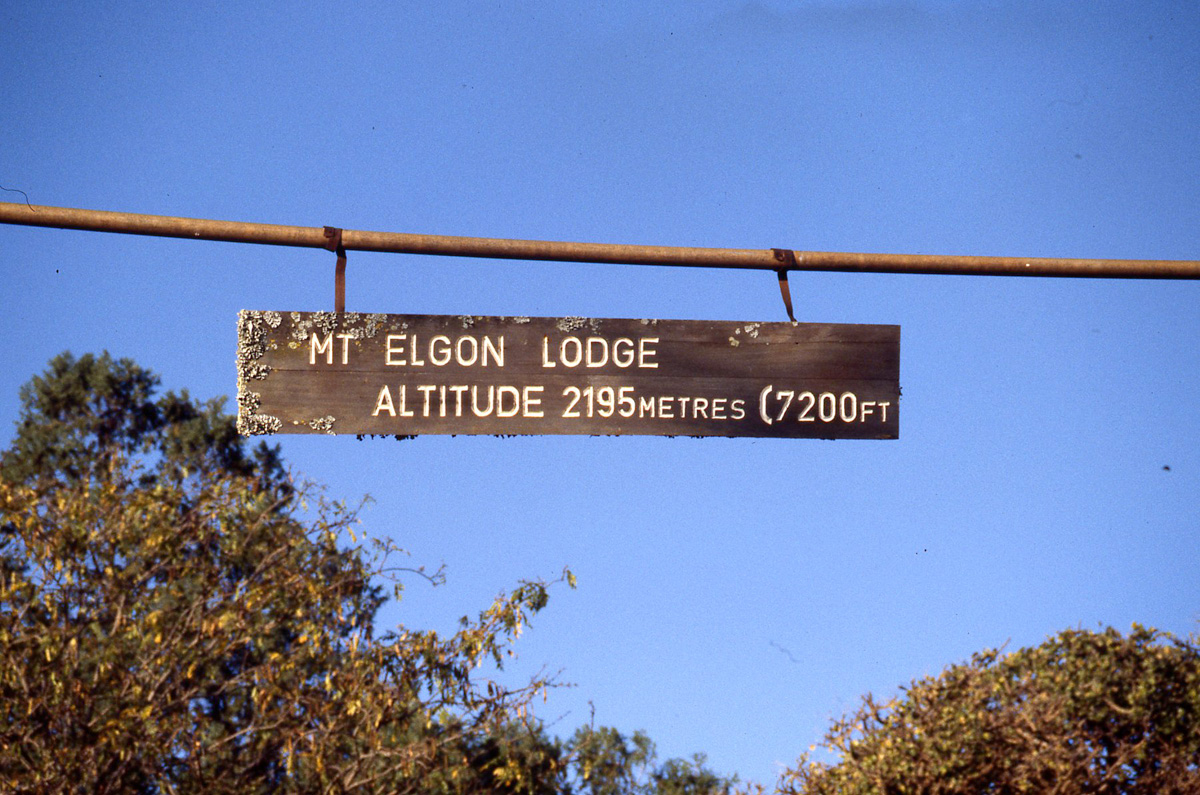 MT ELGON LODGE
ALTITUDE 2195METRES (7200FT